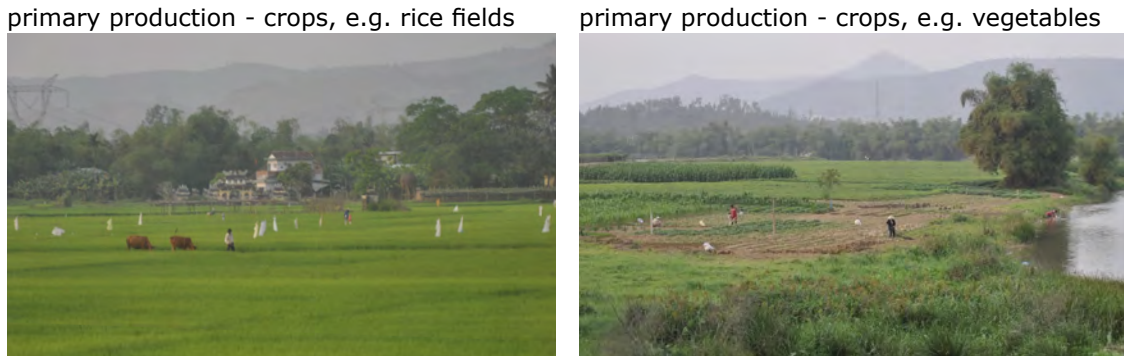 primary production - crops, e.g. rice fields
primary production - crops, e.g. vegetables